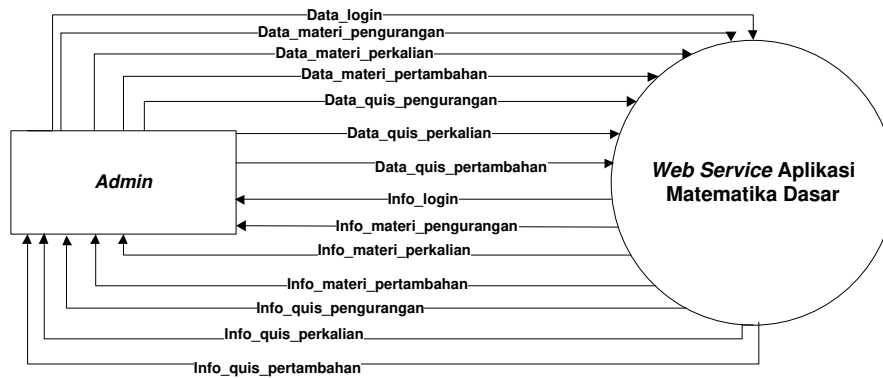 Data_login
Data_materi_pengurangan
Data_materi_perkalian
Data_materi_pertambahan
Data_quis_pengurangan
Data_quis_perkalian
Data_quis_pertambahan
Admin
Web Service Aplikasi
Matematika Dasar
Info_login
Info_materi_pengurangan
Info_materi_perkalian
Info_materi_pertambahan
Info_quis_pengurangan
Info_quis_perkalian
Info_quis_pertambahan